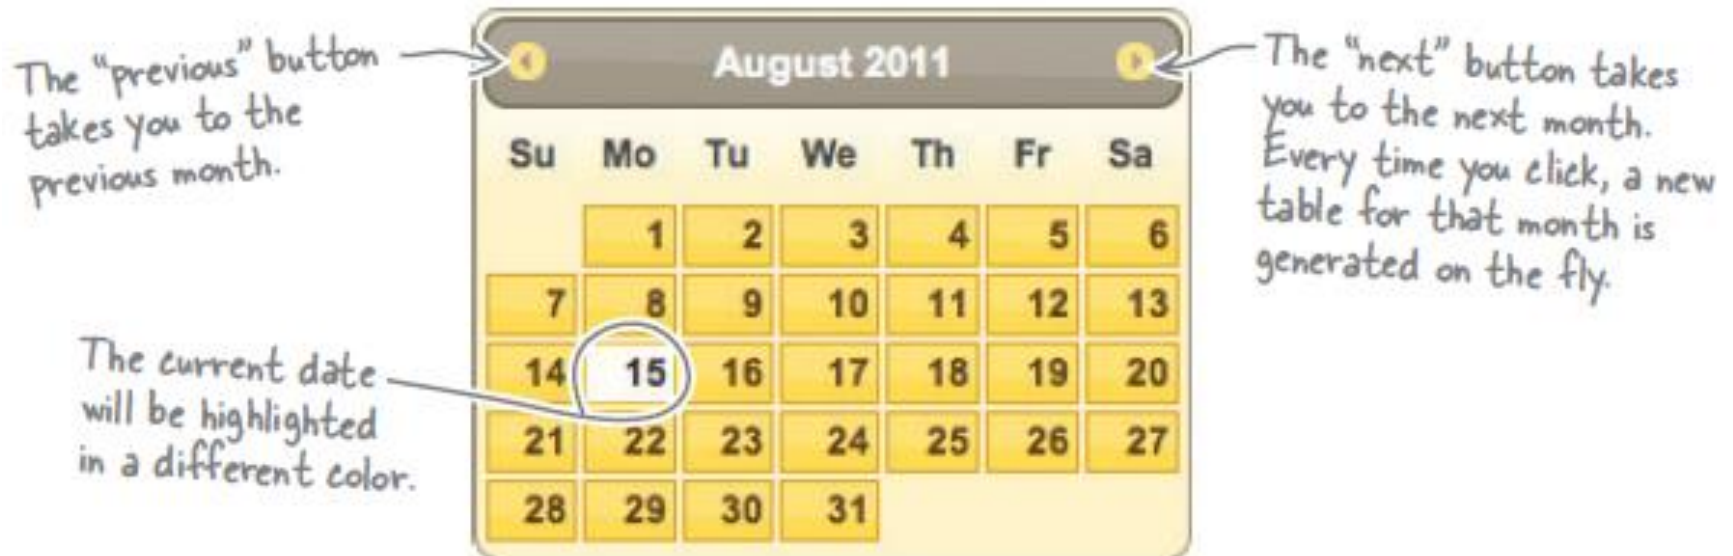 The "previous" button
takes you to the
previous month.
August 2011
The "next" button takes
you to the next month.
Every time you click, a new
table for that month is
generated on the fly.
Su Mo Tu We Th Fr Sa
1 2 3 4 5 6
7 8 9 10 11 12 13
14 15 16 17 18 19 20
21 22 23 24 25 26 27
28 29 30 31
The current date
will be highlighted
in a different color.